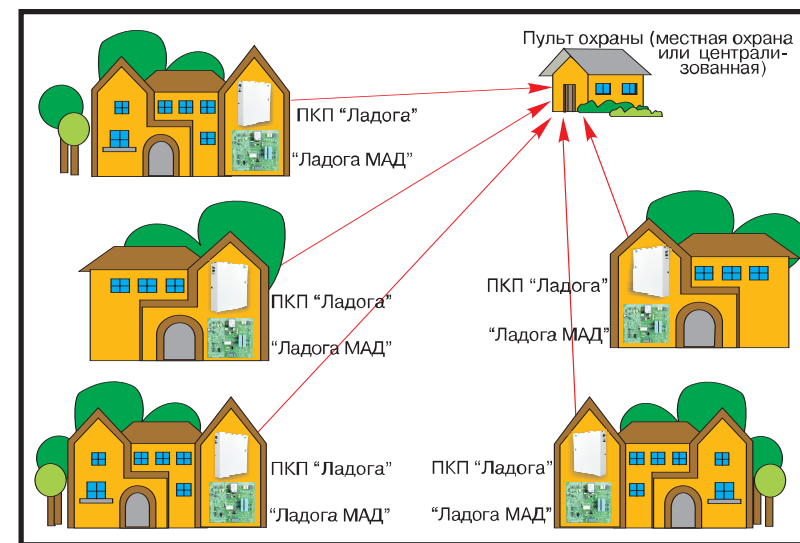 Пульт охраны (местная охрана
или централи-
зованная)
ПКП “Ладога”
“Ладога МАД”
ПКП “Ладога”
“Ладога МАД”
ПКП “Ладога”
“Ладога МАД”
ПКП “Ладога”
“Ладога МАД”
ПКП “Ладога”
“Ладога МАД”